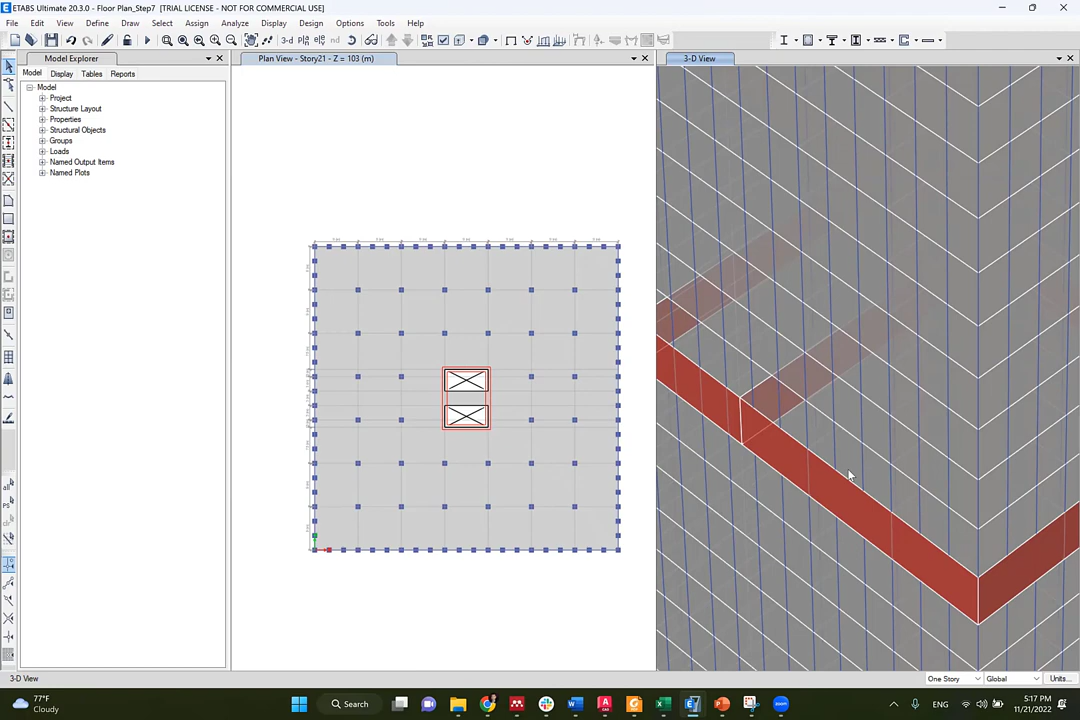 ETABS Ultimate 20.3.0 - Floor Plan_Step7 [TRIAL LICENSE - NOT FOR COMMERCIAL USE]
File Edit View Define Draw Select Assign Analyze Display Design Options Tools Help
3-d
Model Explorer
Plan View - Story21 - Z = 103 (m)
3-D View
Model Display Tables Reports
Model
Project
Structure Layout
Properties
Structural Objects
Groups
Loads
Named Output Items
Named Plots
3-D View
One Story
Global
Units...
77°F
Cloudy
Search
ENG
5:17 PM
11/21/2022